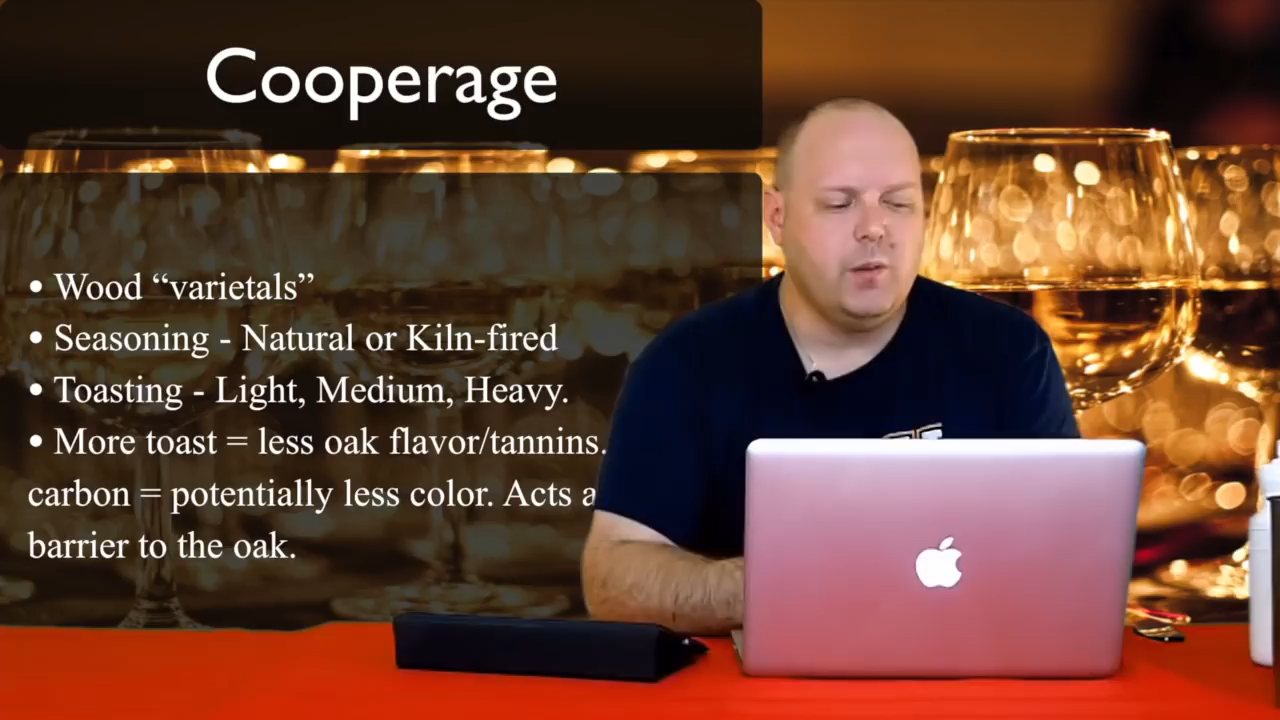 Cooperage
• Wood “varietals”
• Seasoning - Natural or Kiln-fired
• Toasting - Light, Medium, Heavy.
• More toast = less oak flavor/tannins.
carbon = potentially less color. Acts
barrier to the oak.